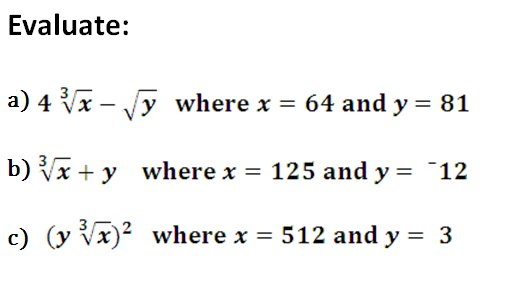 Evaluate:
a) 4 ∛x − √y where x = 64 and y = 81
b) ∛x + y where x = 125 and y = ⁻12
c) (y ∛x)² where x = 512 and y = 3